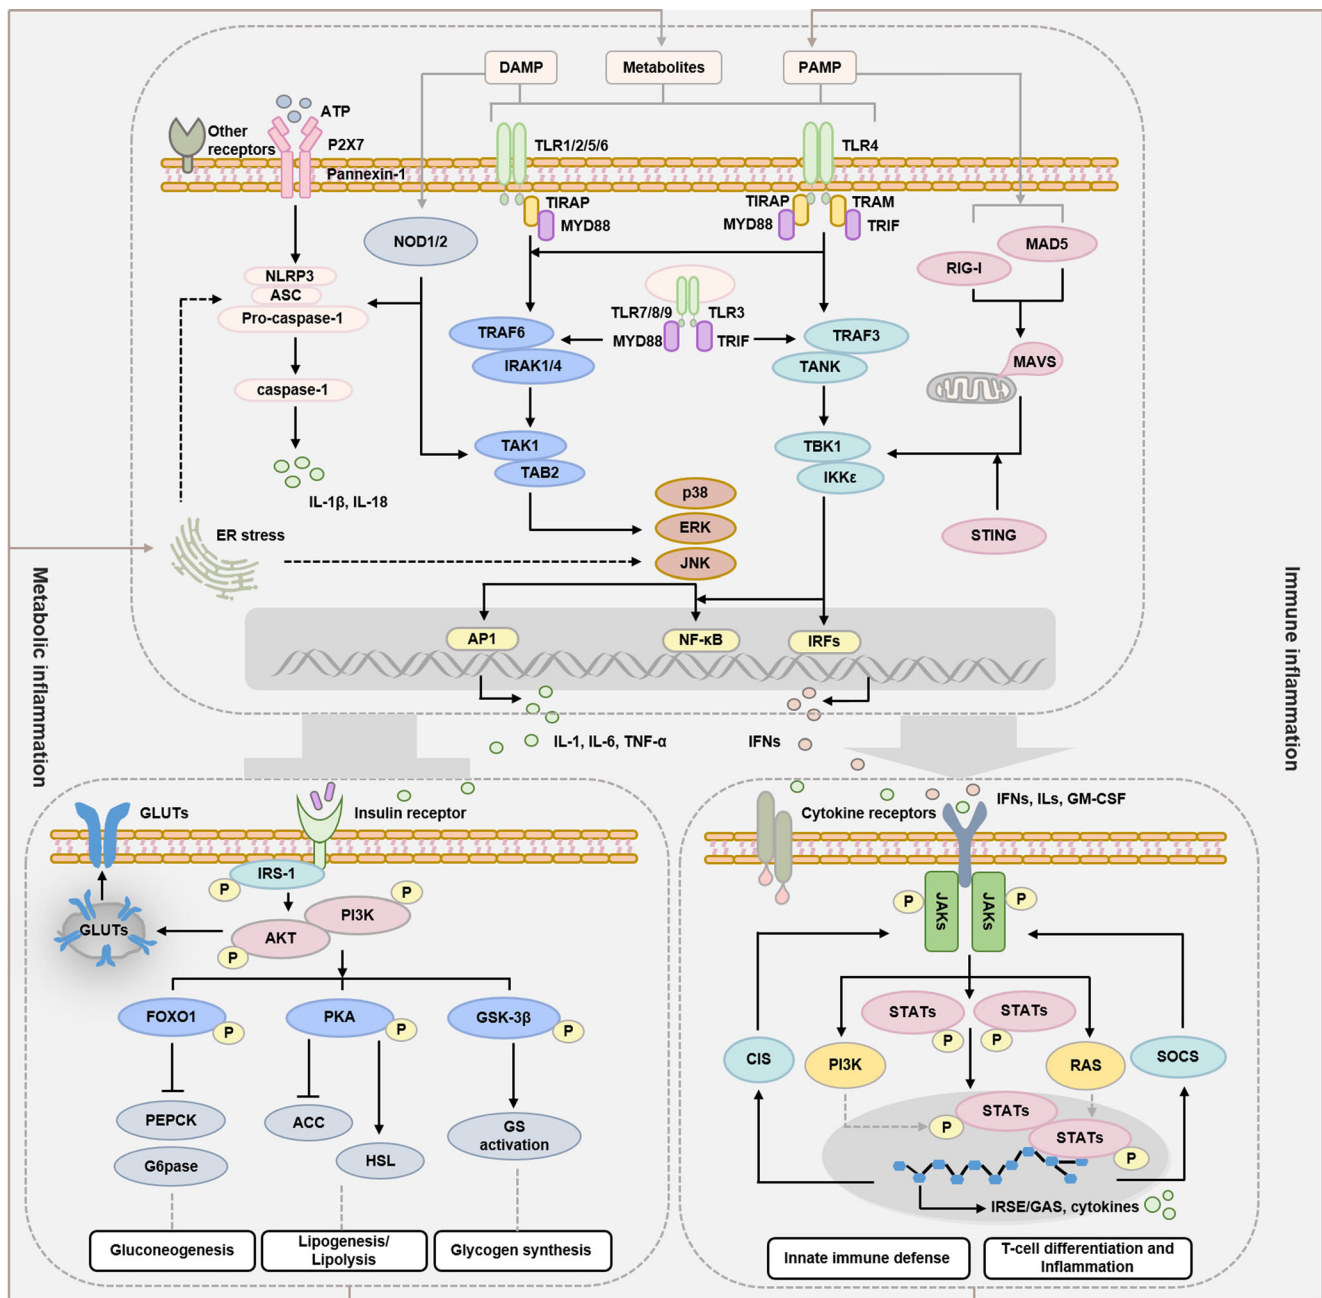 DAMP
Metabolites
PAMP
ATP
Other
receptors
P2X7
Pannexin-1
TLR1/2/5/6
TLR4
TIRAP
MYD88
TIRAP
MYD88
TRAM
TRIF
NOD1/2
MAD5
RIG-I
NLRP3
ASC
Pro-caspase-1
TLR7/8/9
TLR3
MYD88
TRIF
TRAF6
IRAK1/4
TRAF3
TANK
MAVS
caspase-1
TAK1
TAB2
TBK1
IKKε
IL-1β, IL-18
p38
ERK
JNK
STING
ER stress
Metabolic inflammation
Immune inflammation
AP1
NF-κB
IRFs
IL-1, IL-6, TNF-α
IFNs
GLUTs
Insulin receptor
IRS-1
P
P
PI3K
AKT
P
GLUTs
FOXO1
P
PKA
P
GSK-3β
P
PEPCK
G6pase
ACC
HSL
GS
activation
Gluconeogenesis
Lipogenesis/
Lipolysis
Glycogen synthesis
Cytokine receptors
IFNs, ILs, GM-CSF
P
JAKs
JAKs
P
STATs
STATs
P
P
CIS
PI3K
RAS
SOCS
STATs
P
STATs
P
IRSE/GAS, cytokines
Innate immune defense
T-cell differentiation and
Inflammation